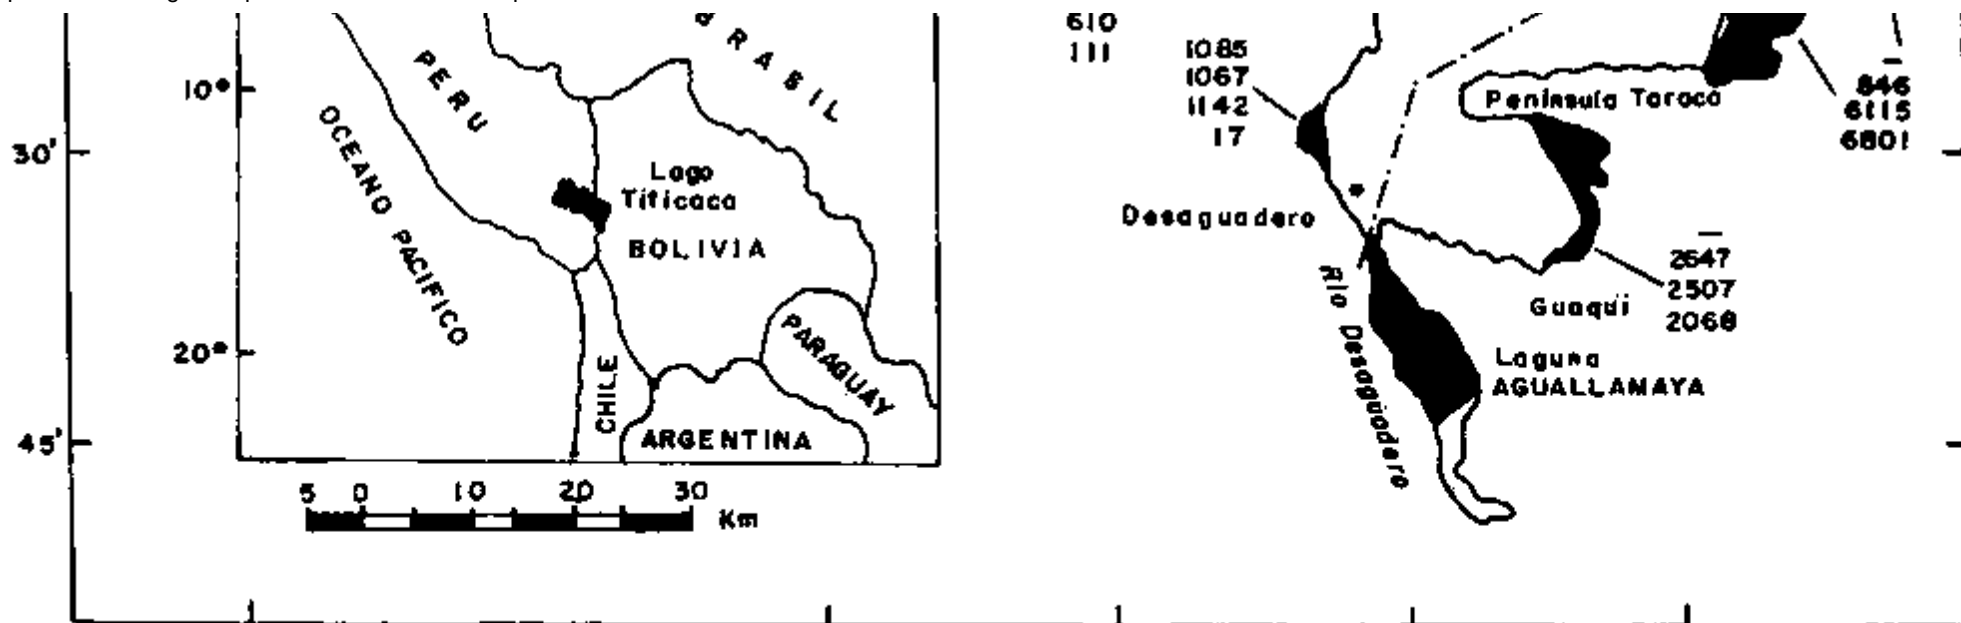 BRASIL
PERU
10°
OCEANO PACIFICO
30'
Lago
Titicaca
BOLIVIA
20°
CHILE
PARAGUAY
ARGENTINA
45'
5 0 10 20 30
Km
610
111
1085
1067
1142
17
Península Taraco
846
6115
6801
Desaguadero
2647
2507
2068
Guaqui
Río Desaguadero
Laguna
AGUALLAMAYA